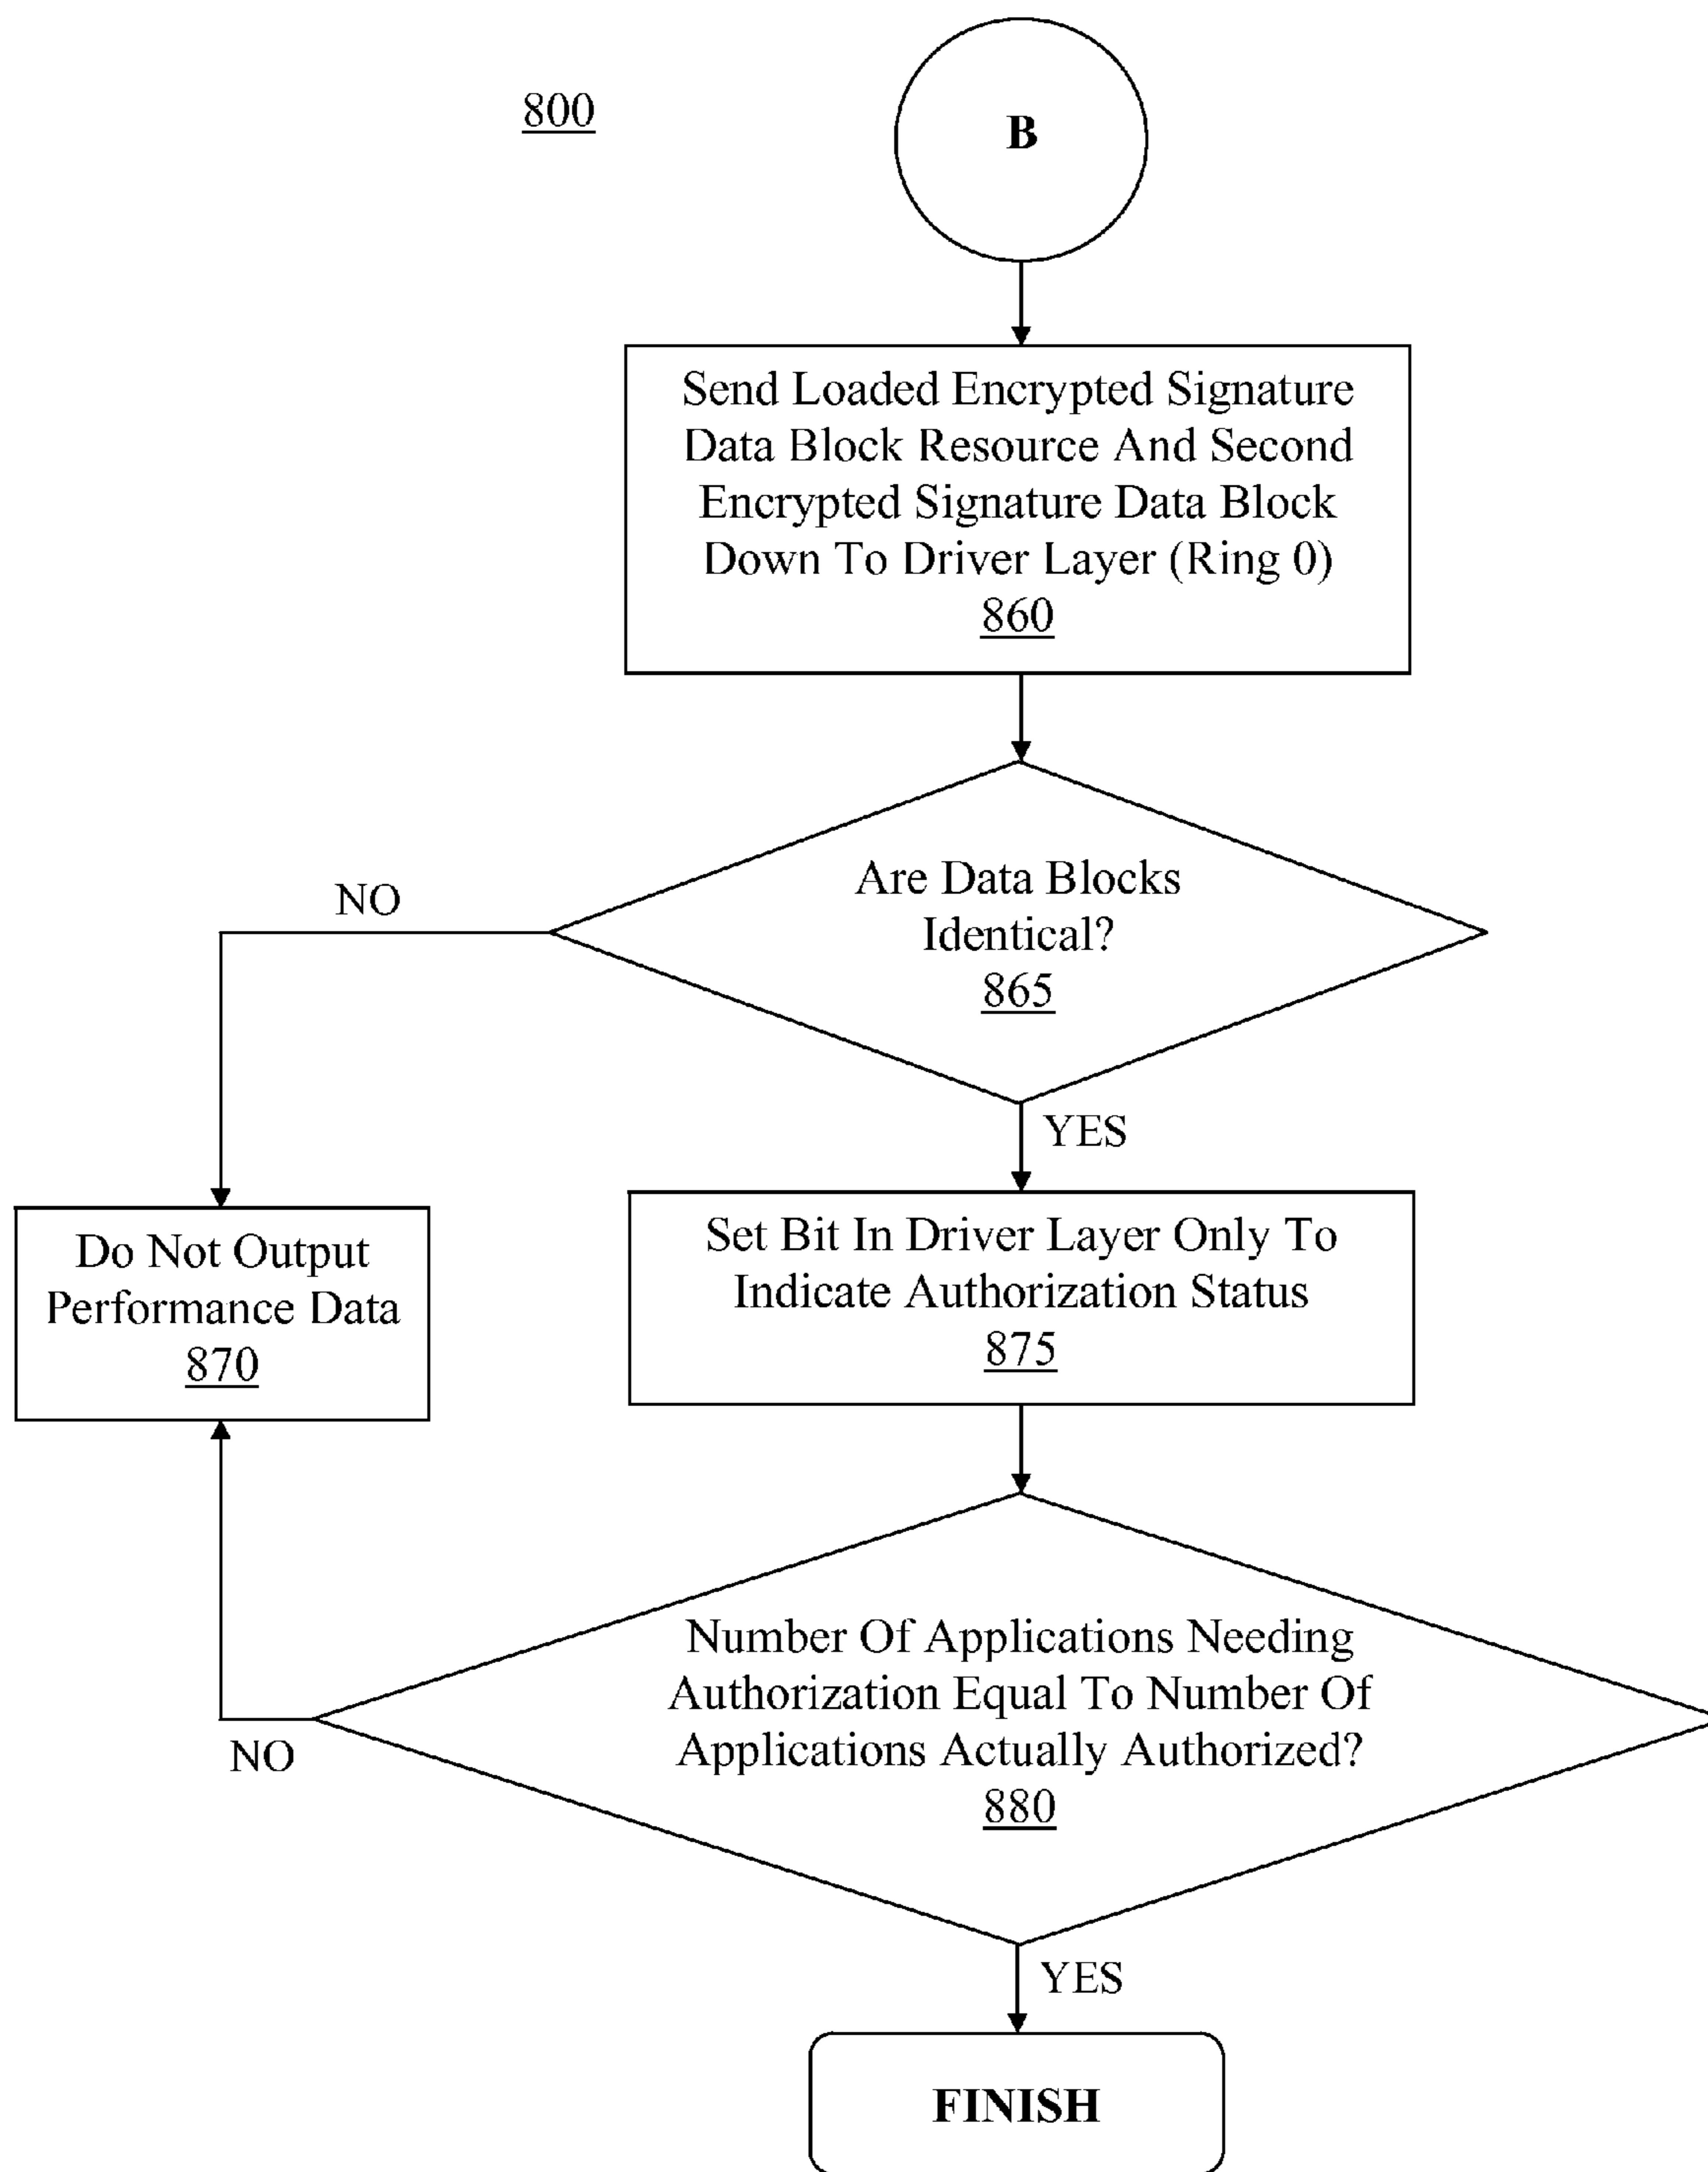 800
B
Send Loaded Encrypted Signature
Data Block Resource And Second
Encrypted Signature Data Block
Down To Driver Layer (Ring 0)
860
Are Data Blocks
Identical?
865
NO
YES
Do Not Output
Performance Data
870
Set Bit In Driver Layer Only To
Indicate Authorization Status
875
Number Of Applications Needing
Authorization Equal To Number Of
Applications Actually Authorized?
880
NO
YES
FINISH